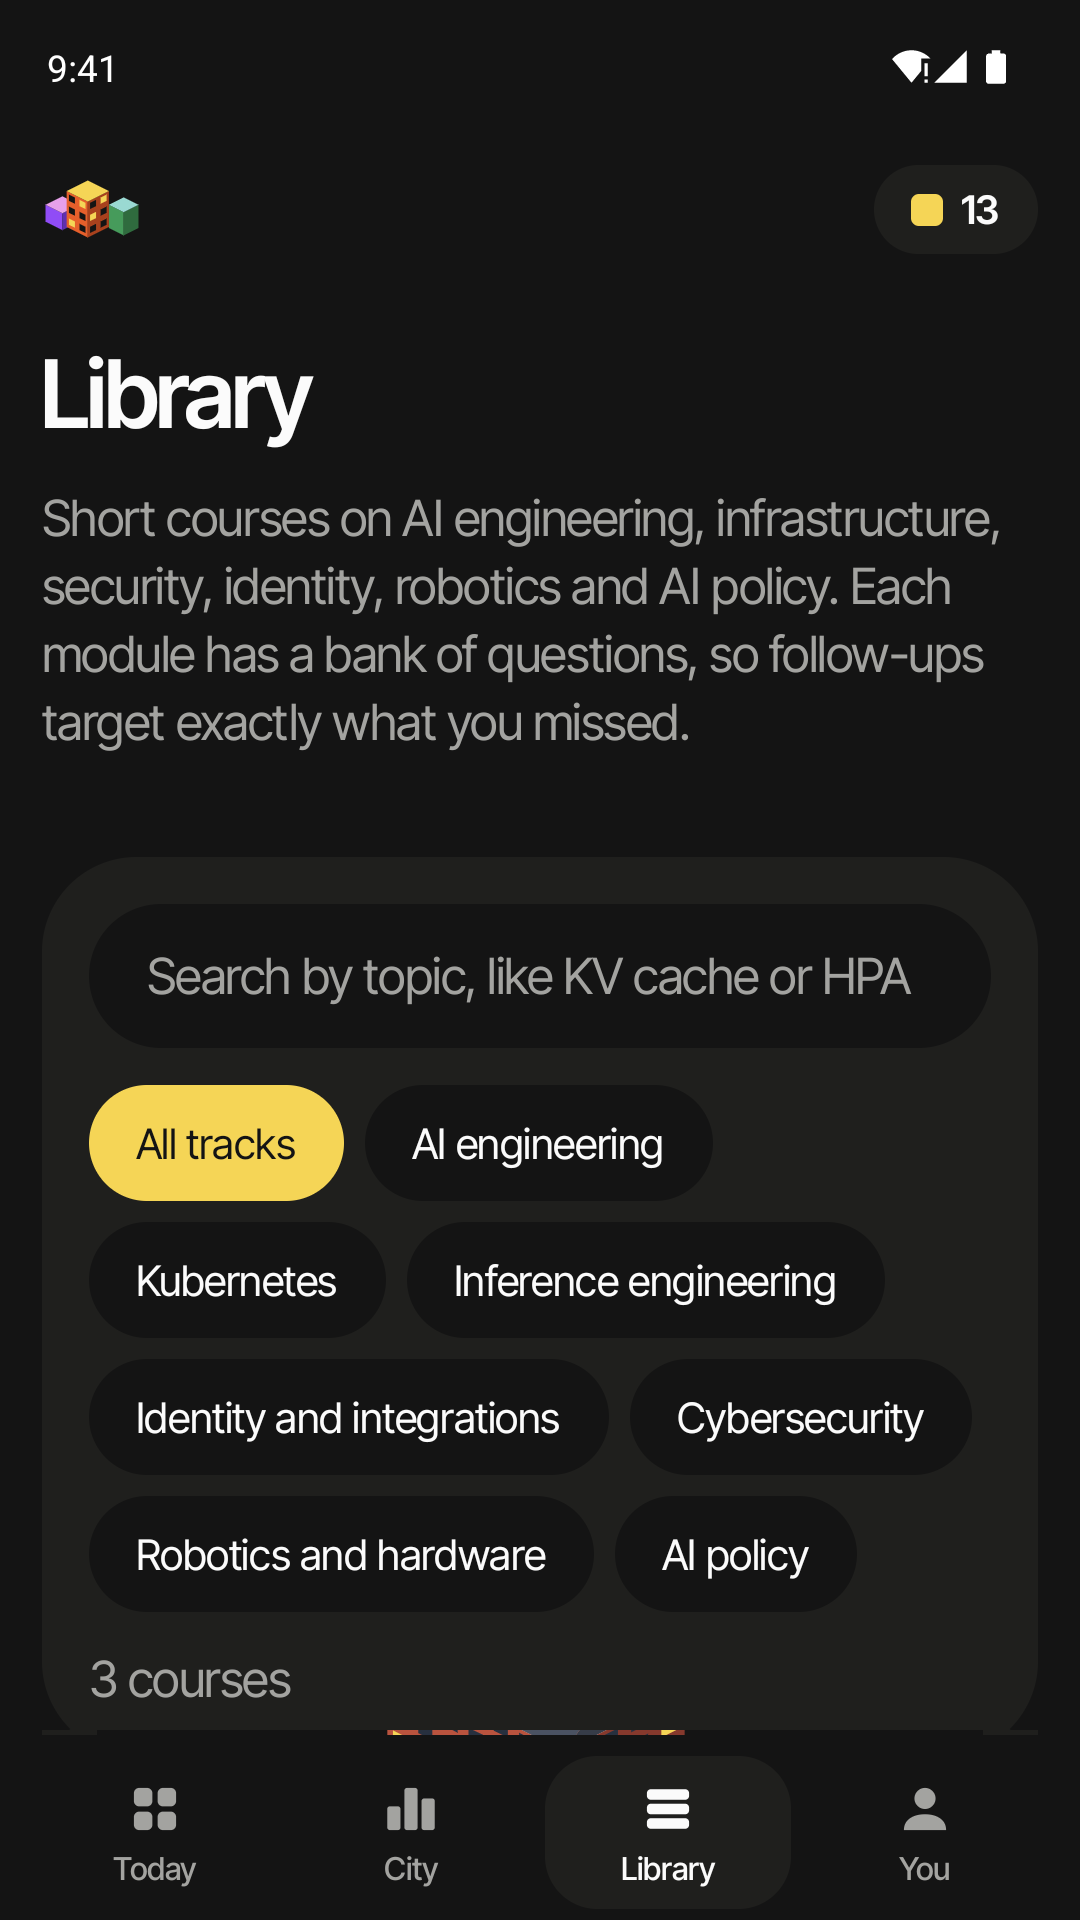 9:41
13
Library
Short courses on AI engineering, infrastructure,
security, identity, robotics and AI policy. Each
module has a bank of questions, so follow-ups
target exactly what you missed.
Search by topic, like KV cache or HPA
All tracks
AI engineering
Kubernetes
Inference engineering
Identity and integrations
Cybersecurity
Robotics and hardware
AI policy
3 courses
Today
City
Library
You